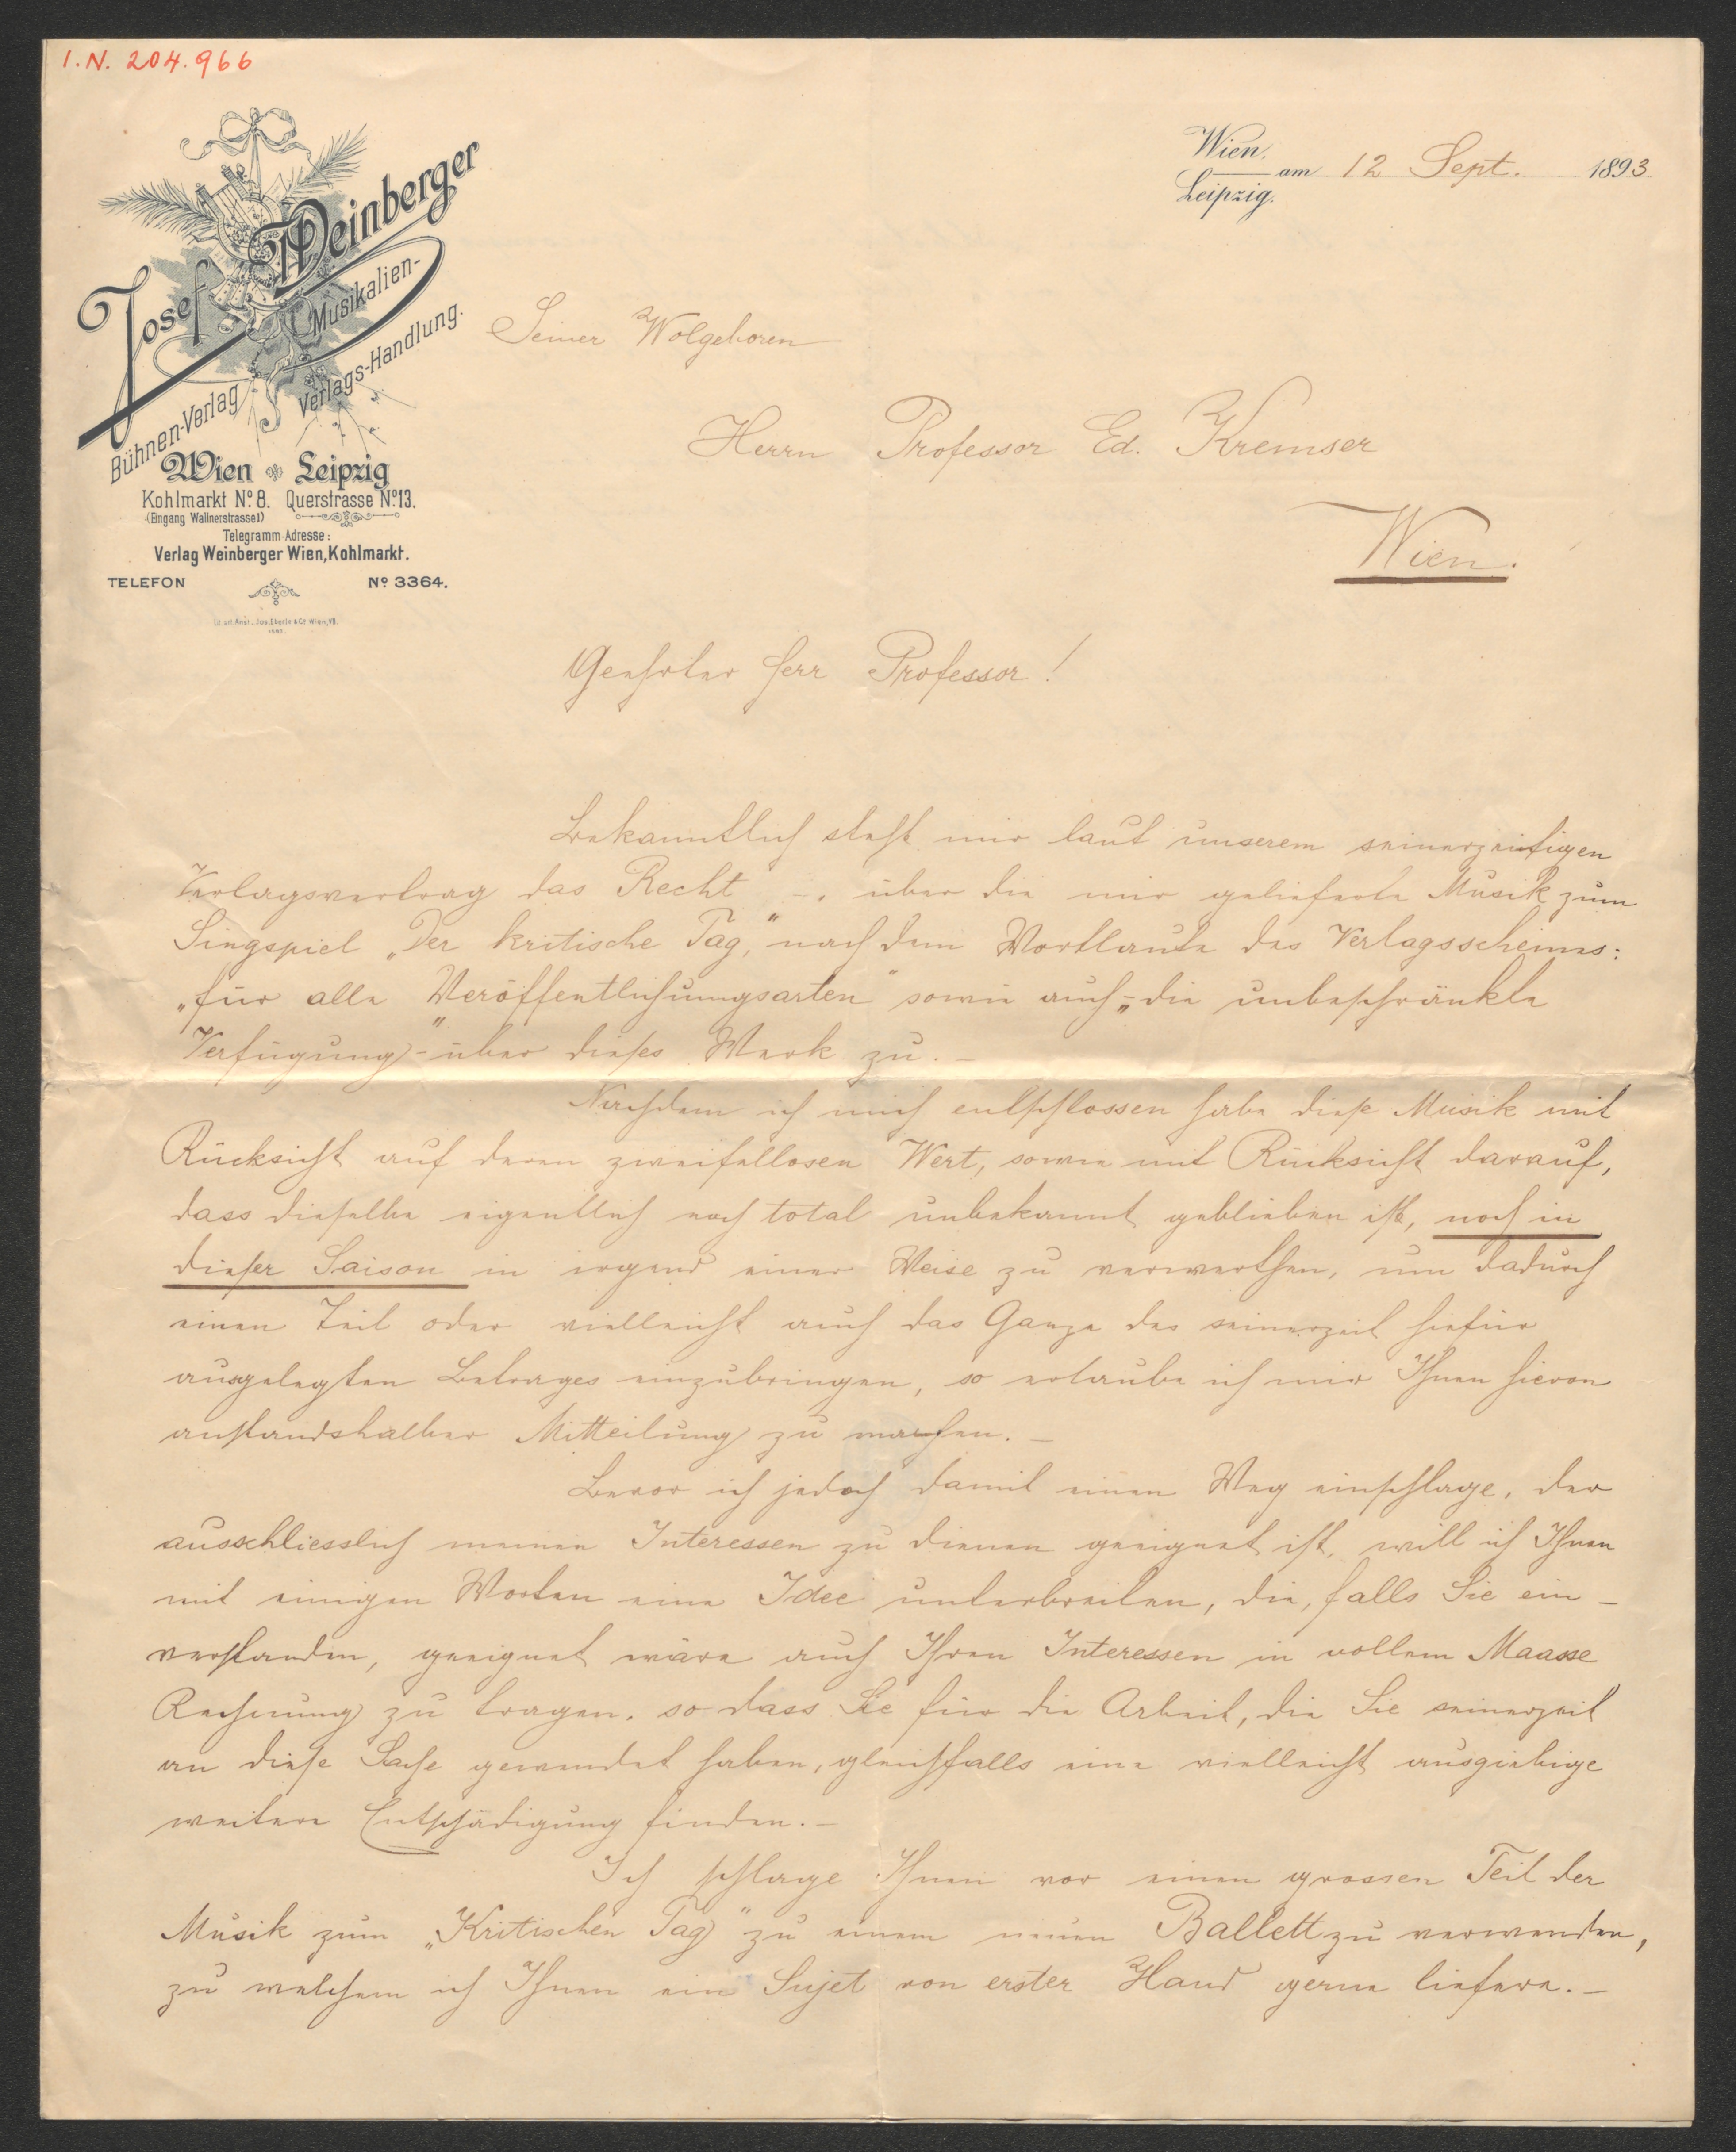 I.N. 204.966
Josef Weinberger
Musikalien-
Verlags-Handlung.
Bühnen-Verlag
Wien Leipzig
Kohlmarkt No. 8. Querstrasse No. 13.
(Eingang Wallnerstrasse 1)
Telegramm-Adresse:
Verlag Weinberger Wien, Kohlmarkt.
TELEFON No. 3364.
Wien,
Leipzig. am 12 Sept. 1893
Seiner Wolgeboren
Herrn Professor Ed. Kremser
Wien.
Geehrter Herr Professor!
Bekanntlich steht mir laut unserem seinerzeitigen
Verlagsvertrag das Recht -, über die mir gelieferte Musik zum
Singspiel „Der kritische Tag," nach dem Wortlaute des Verlagsscheines:
„für alle Veröffentlichungsarten" sowie auch - „die unbeschränkte
Verfügung" - über dieses Werk zu. -
Nachdem ich mich entschlossen habe diese Musik mit
Rücksicht auf deren zweifellosen Wert, sowie mit Rücksicht darauf,
dass dieselbe eigentlich noch total unbekannt geblieben ist, noch in
dieser Saison in irgend einer Weise zu verwerthen, um dadurch
einen Teil oder vielleicht auch das Ganze des seinerzeit hiefür
ausgelegten Betrages einzubringen, so erlaube ich mir Ihnen hievon
anstandshalber Mitteilung zu machen. -
Bevor ich jedoch damit einen Weg einschlage, der
ausschliesslich meinen Interessen zu dienen geeignet ist, will ich Ihnen
mit einigen Worten eine Idee unterbreiten, die, falls Sie ein-
verstanden, geeignet wäre auch Ihren Interessen in vollem Maasse
Rechnung zu tragen, so dass Sie für die Arbeit, die Sie seinerzeit
an diese Sache gewendet haben, gleichfalls eine vielleicht ausgiebige
weitere Entschädigung finden. -
Ich schlage Ihnen vor einen grossen Teil der
Musik zum „Kritischen Tag" zu einem neuen Ballett zu verwenden,
zu welchem ich Ihnen ein Sujet von erster Hand gerne liefere. -